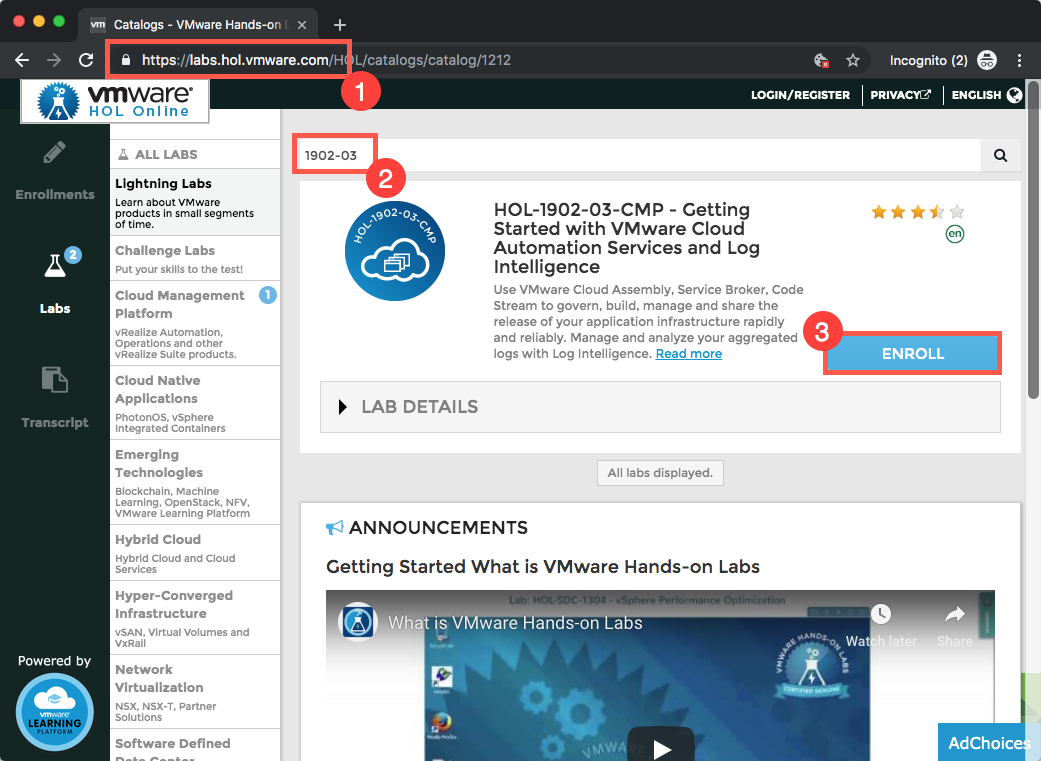 Catalogs - VMware Hands-on L
https://labs.hol.vmware.com/HOL/catalogs/catalog/1212
Incognito (2)
1
vmware
HOL Online
LOGIN/REGISTER
PRIVACY
ENGLISH
Enrollments
2
Labs
Transcript
Powered by
vmware
LEARNING
PLATFORM
ALL LABS
Lightning Labs
Learn about VMware
products in small segments
of time.
Challenge Labs
Put your skills to the test!
Cloud Management
Platform
1
vRealize Automation,
Operations and other
vRealize Suite products.
Cloud Native
Applications
PhotonOS, vSphere
Integrated Containers
Emerging
Technologies
Blockchain, Machine
Learning, OpenStack, NFV,
VMware Learning Platform
Hybrid Cloud
Hybrid Cloud and Cloud
Services
Hyper-Converged
Infrastructure
vSAN, Virtual Volumes and
VxRail
Network
Virtualization
NSX, NSX-T, Partner
Solutions
Software Defined
Data Center
1902-03
2
HOL-1902-03-CMP
HOL-1902-03-CMP - Getting
Started with VMware Cloud
Automation Services and Log
Intelligence
en
Use VMware Cloud Assembly, Service Broker, Code
Stream to govern, build, manage and share the
release of your application infrastructure rapidly
and reliably. Manage and analyze your aggregated
logs with Log Intelligence. Read more
3
ENROLL
LAB DETAILS
All labs displayed.
ANNOUNCEMENTS
Getting Started What is VMware Hands-on Labs
Lab: HOL-SDC-1304 - vSphere Performance Optimization
What is VMware Hands-on Labs
Watch later
Share
VMWARE HANDS-ON LABS
CERTIFIED GENUINE
Mozilla Firefox
VMWARE
AdChoices